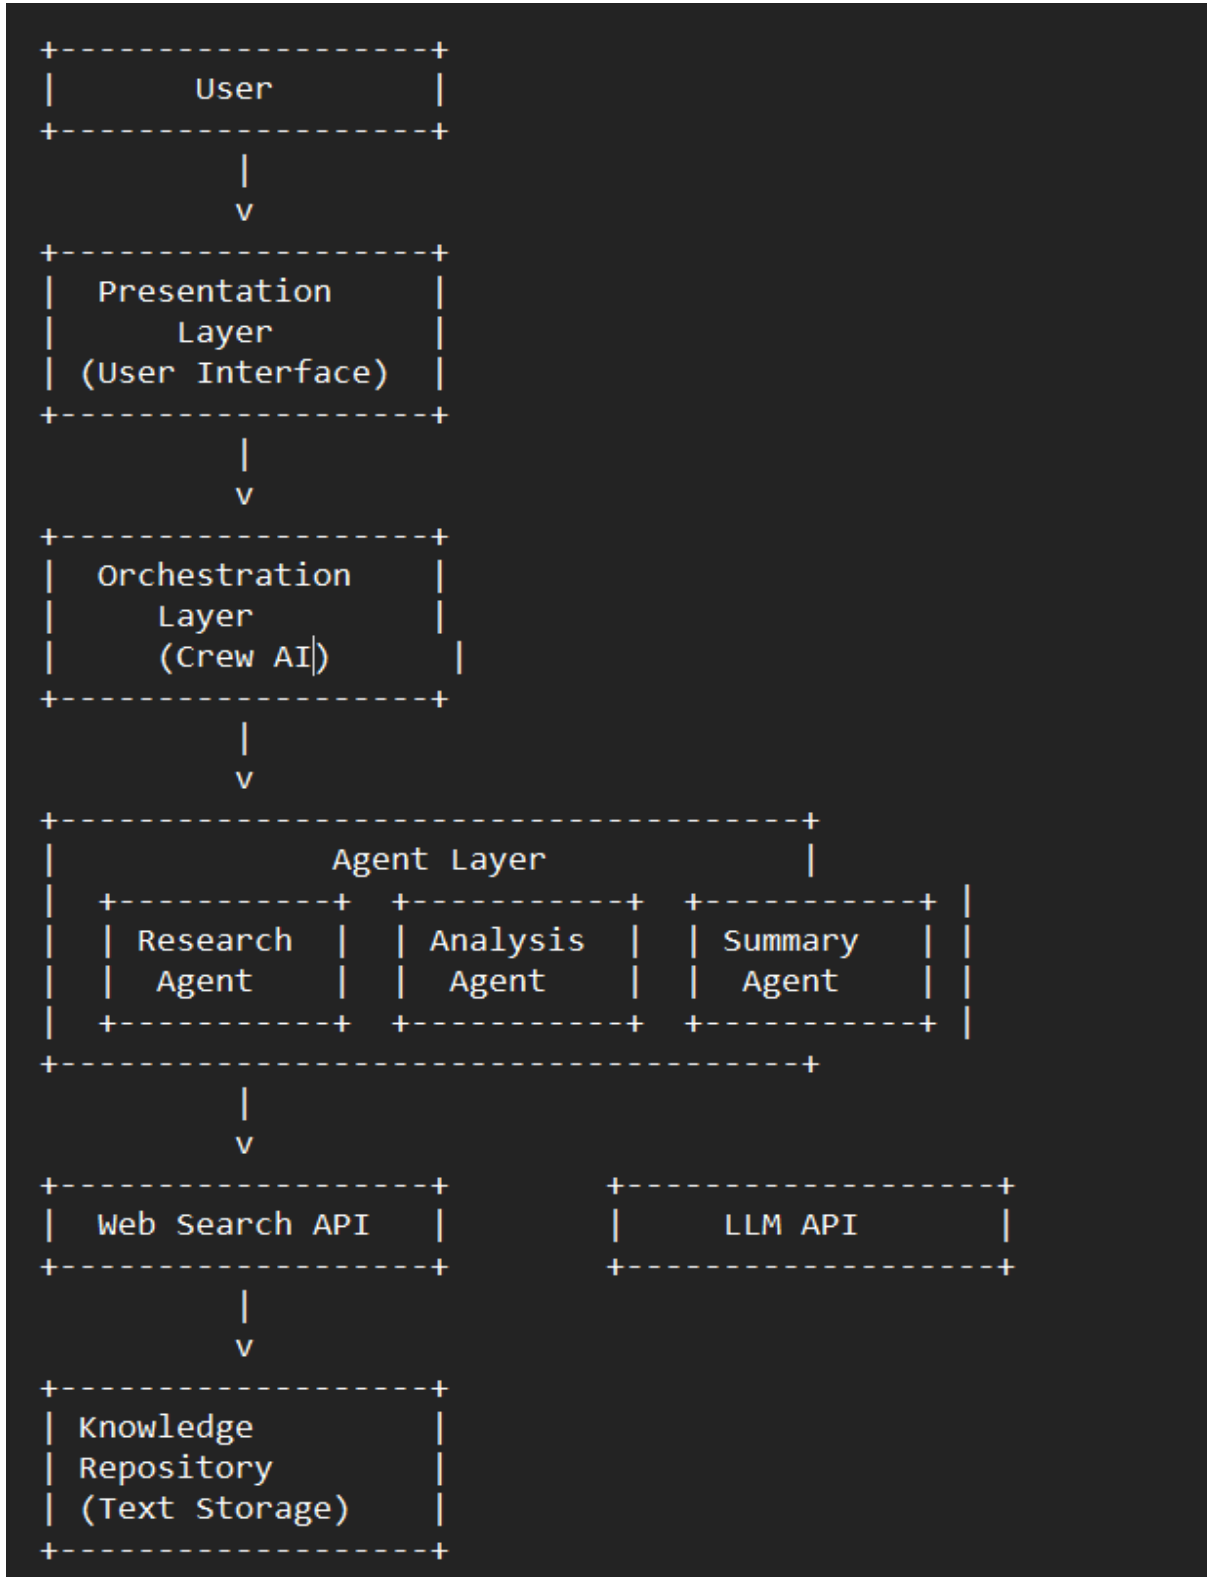 +-------------------+
|       User        |
+-------------------+
          |
          v
+-------------------+
|  Presentation     |
|      Layer        |
| (User Interface)  |
+-------------------+
          |
          v
+-------------------+
|  Orchestration    |
|     Layer         |
|     (Crew AI)      |
+-------------------+
          |
          v
+--------------------------------------+
|              Agent Layer             |
|  +-----------+  +-----------+  +-----------+ |
|  | Research  |  | Analysis  |  | Summary   | |
|  |  Agent    |  |  Agent    |  |  Agent    | |
|  +-----------+  +-----------+  +-----------+ |
+--------------------------------------+
          |
          v
+-------------------+        +-------------------+
|  Web Search API   |        |     LLM API       |
+-------------------+        +-------------------+
          |
          v
+-------------------+
| Knowledge         |
| Repository        |
| (Text Storage)    |
+-------------------+